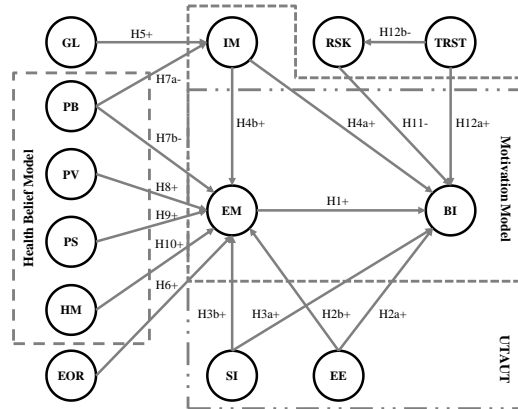 GL
H5+
IM
RSK
H12b-
TRST
H7a-
PB
H7b-
H4b+
H4a+
H11-
H12a+
Health Belief Model
PV
H8+
Motivation Model
PS
H9+
EM
H1+
BI
H10+
HM
H6+
H3b+
H3a+
H2b+
H2a+
UTAUT
EOR
SI
EE